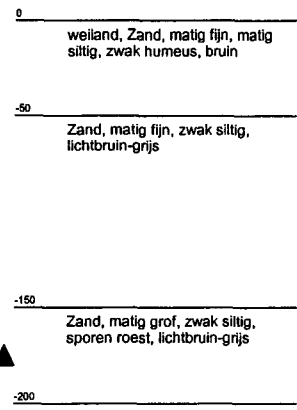 0
weiland, Zand, matig fijn, matig
siltig, zwak humeus, bruin
-50
Zand, matig fijn, zwak siltig,
lichtbruin-grijs
-150
Zand, matig grof, zwak siltig,
sporen roest, lichtbruin-grijs
-200